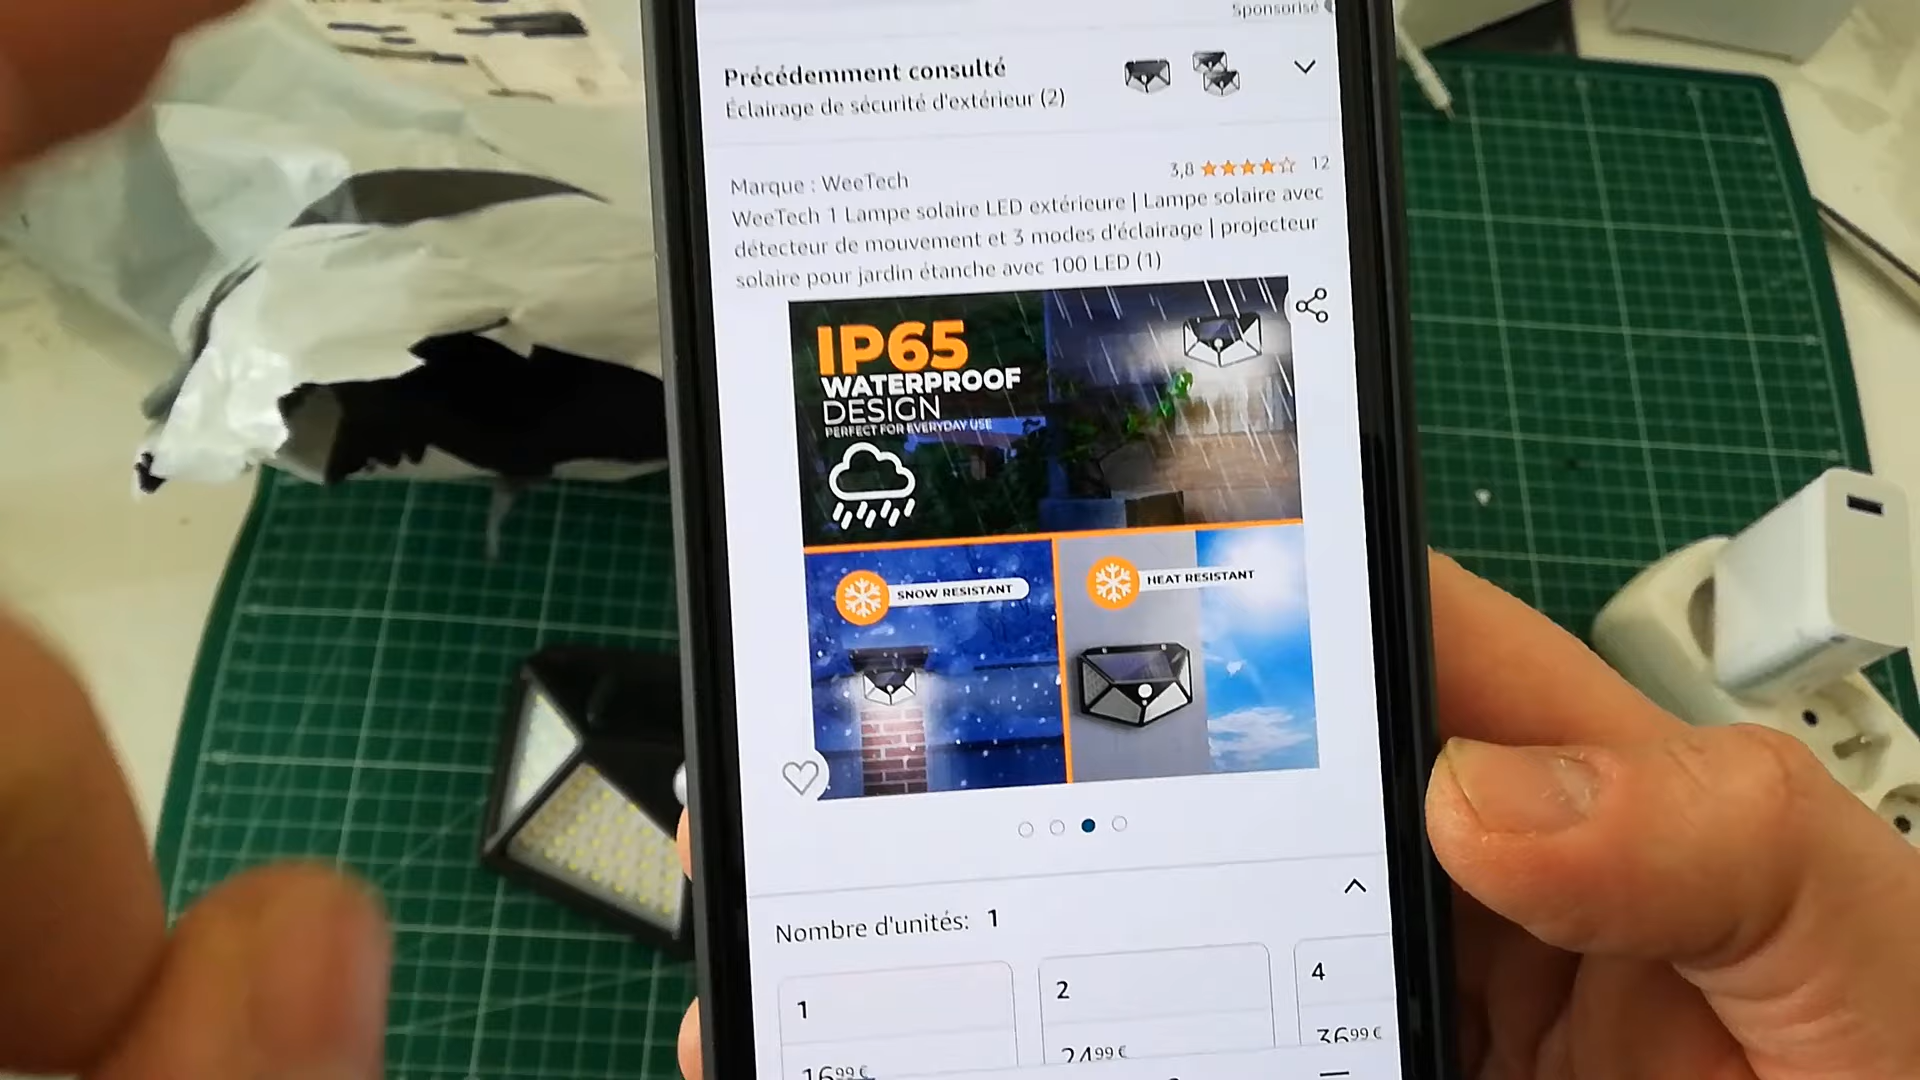 Sponsorisé
Précédemment consulté
Éclairage de sécurité d'extérieur (2)
Marque : WeeTech
3,8 12
WeeTech 1 Lampe solaire LED extérieure | Lampe solaire avec
détecteur de mouvement et 3 modes d'éclairage | projecteur
solaire pour jardin étanche avec 100 LED (1)
IP65
WATERPROOF
DESIGN
PERFECT FOR EVERYDAY USE
SNOW RESISTANT
HEAT RESISTANT
Nombre d'unités: 1
1
2
4
16 99 €
24 99 €
36 99 €